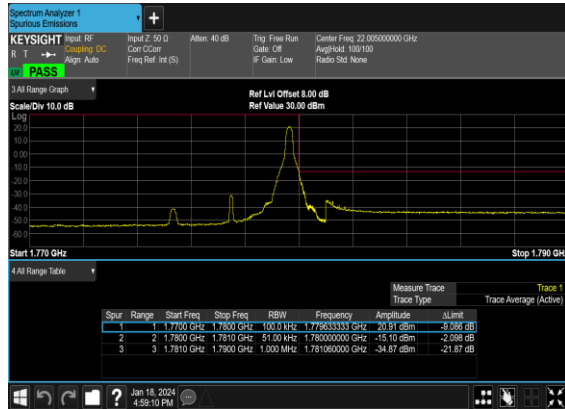 Spectrum Analyzer 1
Spurious Emissions
KEYSIGHT Input: RF Input Z: 50 Ω Atten: 40 dB Trig: Free Run Center Freq: 22.005000000 GHz
R T Coupling: DC Corr CCorr Gate: Off Avg|Hold: 100/100
Align: Auto Freq Ref: Int (S) IF Gain: Low Radio Std: None
PASS
3 All Range Graph
Ref Lvl Offset 8.00 dB
Scale/Div 10.0 dB Ref Value 30.00 dBm
Log
20.0
10.0
0.00
-10.0
-20.0
-30.0
-40.0
-50.0
-60.0
Start 1.770 GHz Stop 1.790 GH
4 All Range Table
Measure Trace Trace 1
Trace Type Trace Average (Active)
Spur Range Start Freq Stop Freq RBW Frequency Amplitude ΔLimit
1 1 1.7700 GHz 1.7800 GHz 100.0 kHz 1.779633333 GHz 20.91 dBm -9.086 dB
2 2 1.7800 GHz 1.7810 GHz 51.00 kHz 1.780000000 GHz -15.10 dBm -2.098 dB
3 3 1.7810 GHz 1.7900 GHz 1.000 MHz 1.781060000 GHz -34.87 dBm -21.87 dB
? Jan 18, 2024
4:59:10 PM